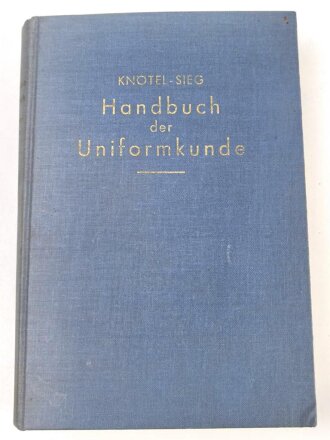 KNÖTEL-SIEG
Handbuch
der
Uniformkunde